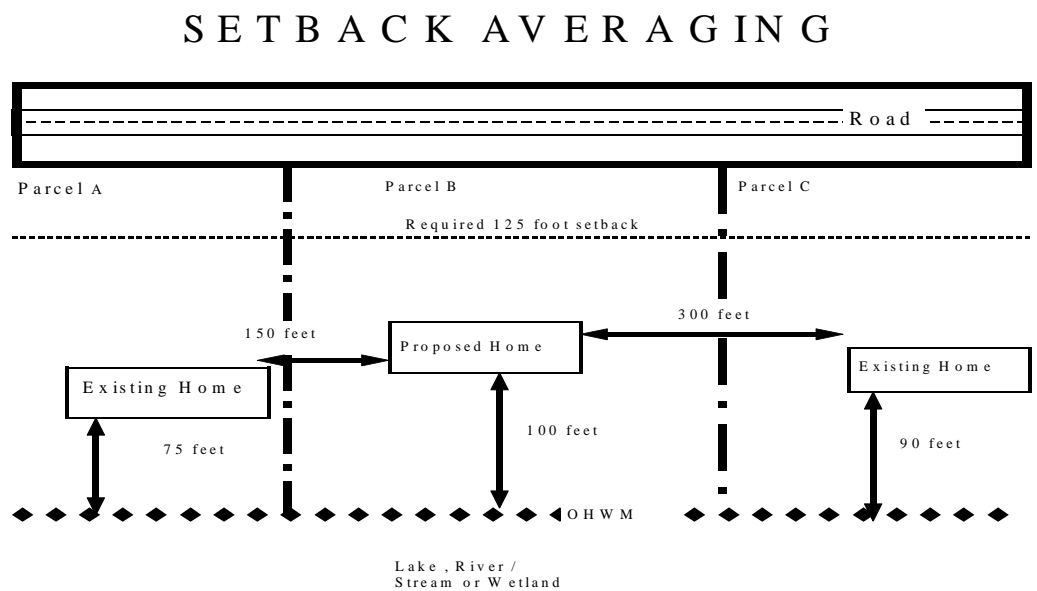 SETBACK AVERAGING
Road
Parcel A
Parcel B
Parcel C
Required 125 foot setback
150 feet
300 feet
Proposed Home
Existing Home
Existing Home
75 feet
100 feet
90 feet
OHWM
Lake , River /
Stream or Wetland